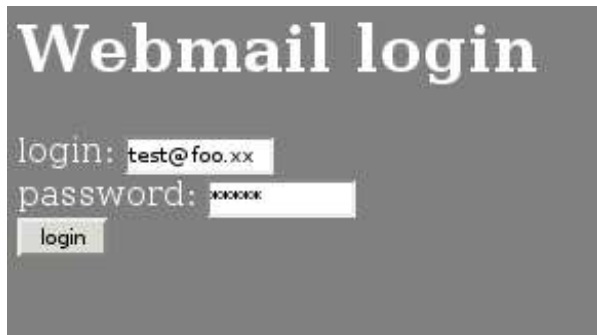 Webmail login
login: test@foo.xx
password: *****
login